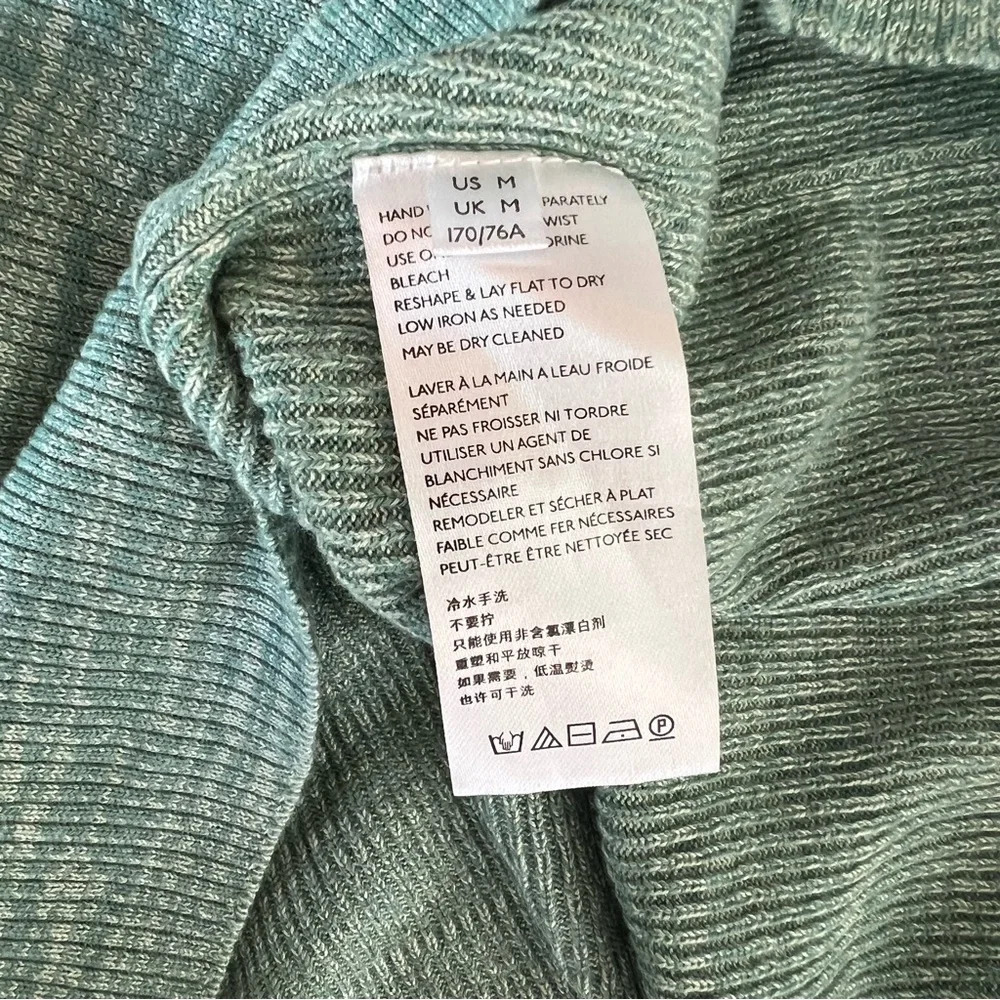 US M
UK M
170/76A
HAND PARATELY
DO NO WIST
USE O ORINE
BLEACH
RESHAPE & LAY FLAT TO DRY
LOW IRON AS NEEDED
MAY BE DRY CLEANED
LAVER À LA MAIN A LEAU FROIDE
SÉPARÉMENT
NE PAS FROISSER NI TORDRE
UTILISER UN AGENT DE
BLANCHIMENT SANS CHLORE SI
NÉCESSAIRE
REMODELER ET SÉCHER À PLAT
FAIBLE COMME FER NÉCESSAIRES
PEUT-ÊTRE ÊTRE NETTOYÉE SEC
冷水手洗
不要拧
只能使用非含氯漂白剂
重塑和平放晾干
如果需要，低温熨烫
也许可干洗
P